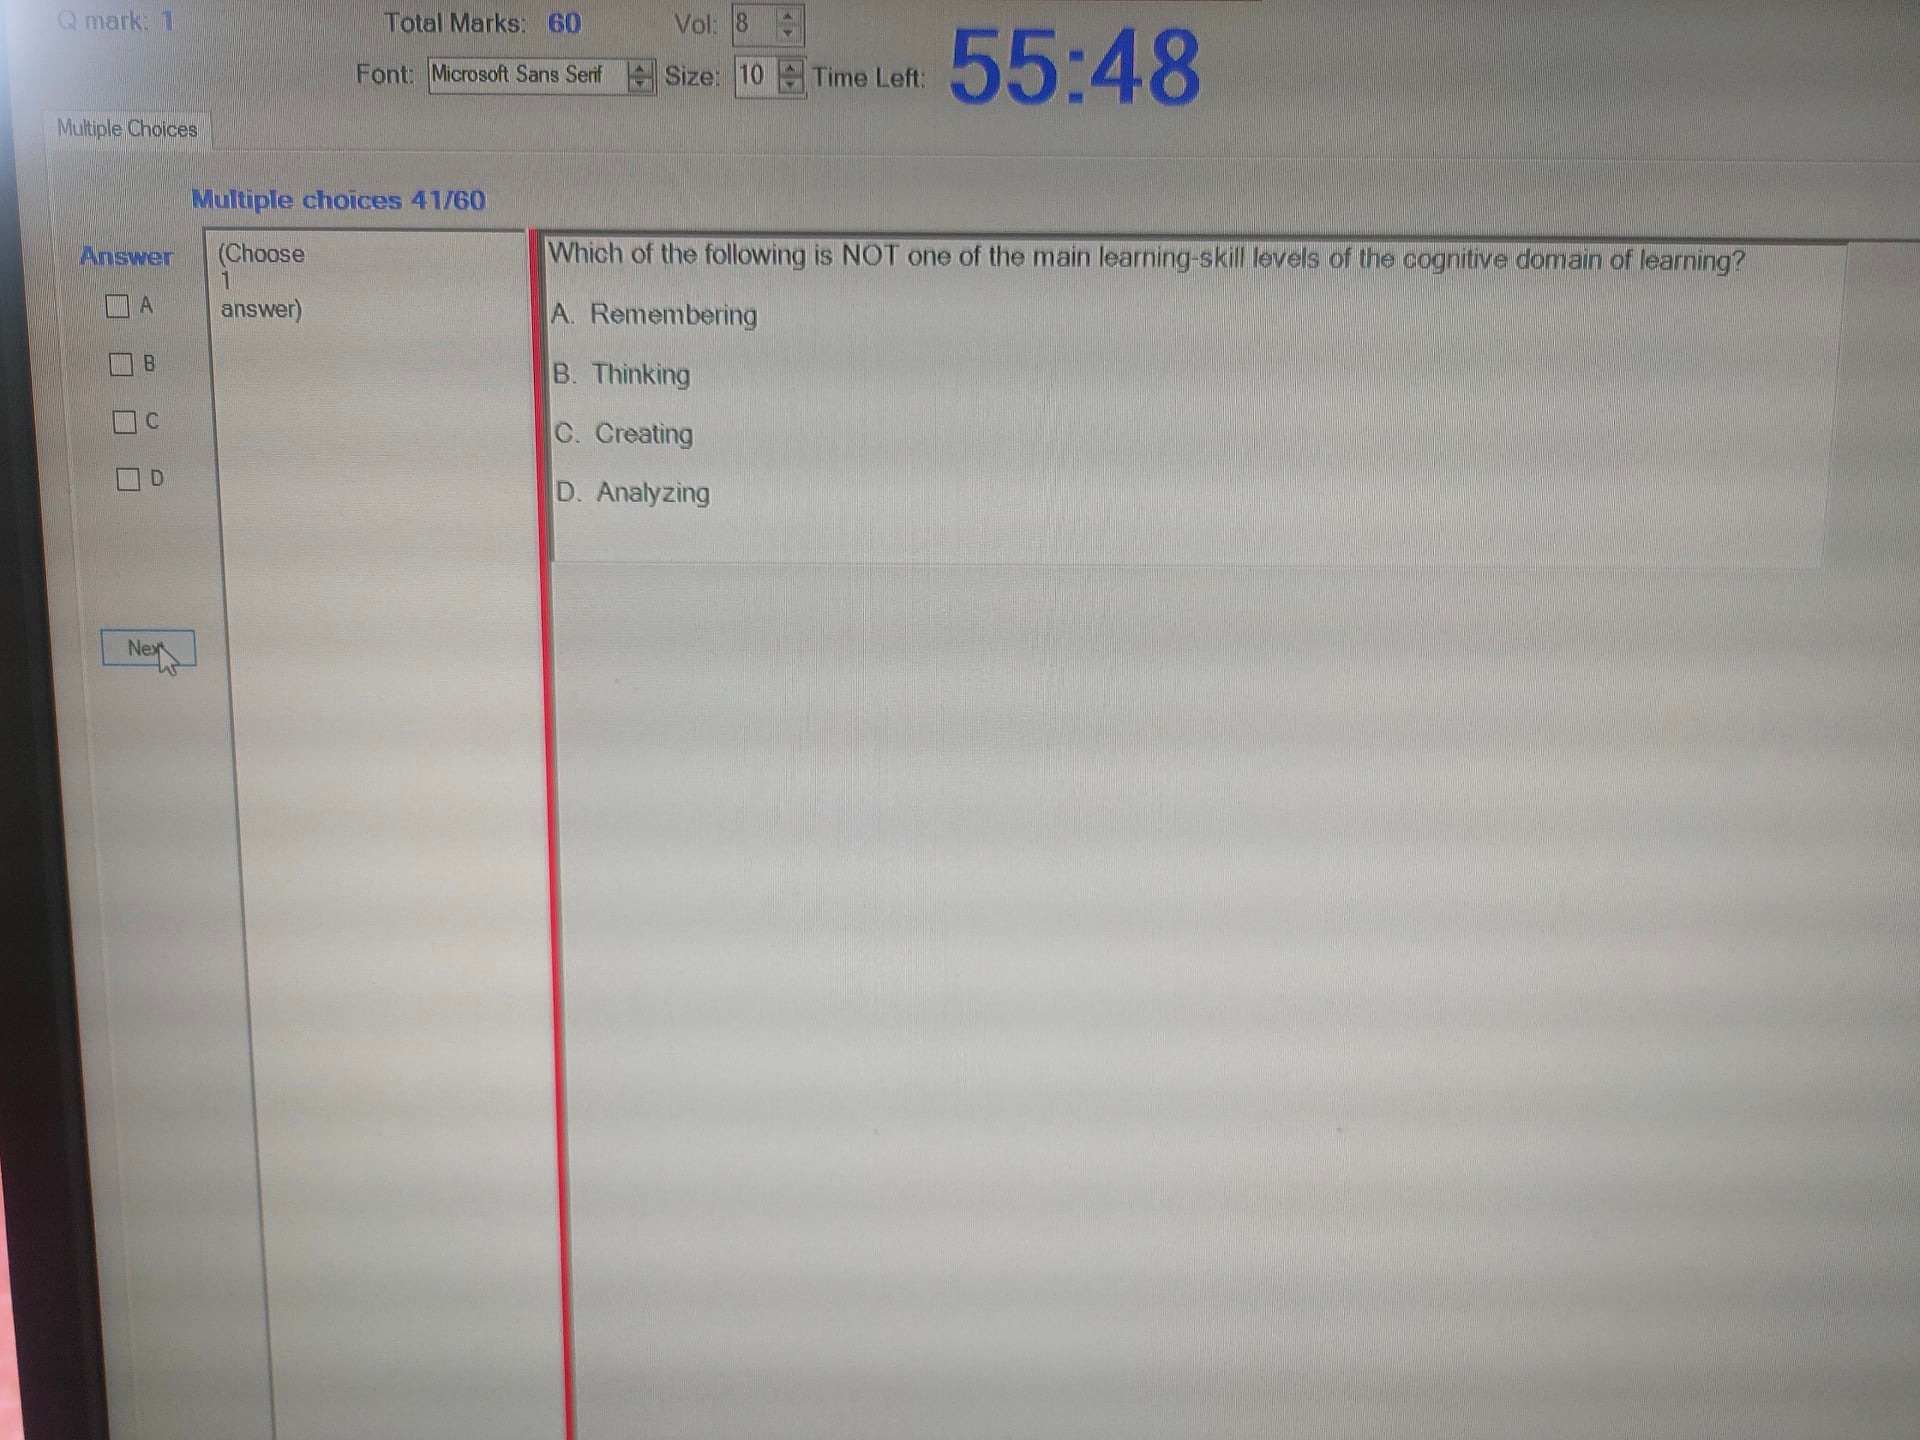 Q mark: 1 Total Marks: 60 Vol: 8
Font: Microsoft Sans Serif Size: 10 Time Left: 55:48
Multiple Choices
Multiple choices 41/60
Answer
A
B
C
D
Next
(Choose
1
answer)
Which of the following is NOT one of the main learning-skill levels of the cognitive domain of learning?
A. Remembering
B. Thinking
C. Creating
D. Analyzing